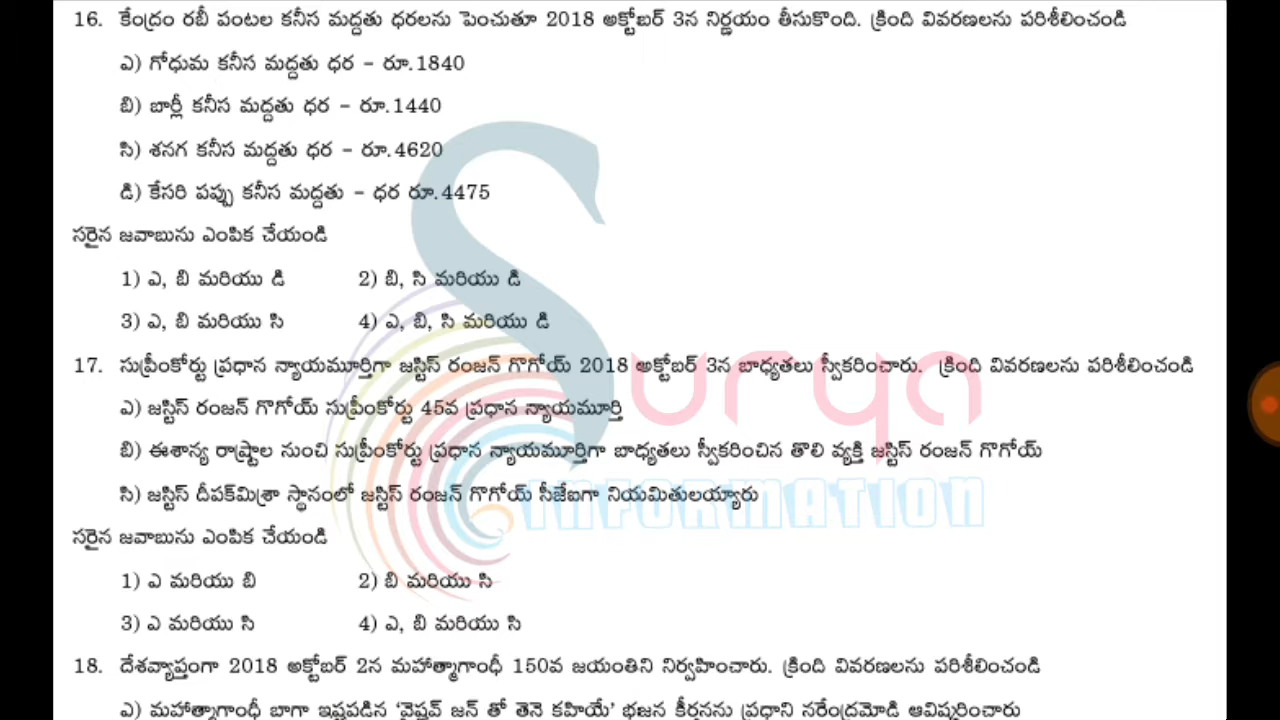 16. కేంద్రం రబీ పంటల కనీస మద్దతు ధరలను పెంచుతూ 2018 అక్టోబర్ 3న నిర్ణయం తీసుకొంది. క్రింది వివరణలను పరిశీలించండి
ఎ) గోధుమ కనీస మద్దతు ధర - రూ.1840
బి) బార్లీ కనీస మద్దతు ధర - రూ.1440
సి) శనగ కనీస మద్దతు ధర - రూ.4620
డి) కేసరి పప్పు కనీస మద్దతు - ధర రూ.4475
సరైన జవాబును ఎంపిక చేయండి
1) ఎ, బి మరియు డి 2) బి, సి మరియు డి
3) ఎ, బి మరియు సి 4) ఎ, బి, సి మరియు డి
17. సుప్రీంకోర్టు ప్రధాన న్యాయమూర్తిగా జస్టిస్ రంజన్ గొగోయ్ 2018 అక్టోబర్ 3న బాధ్యతలు స్వీకరించారు. క్రింది వివరణలను పరిశీలించండి
ఎ) జస్టిస్ రంజన్ గొగోయ్ సుప్రీంకోర్టు 45వ ప్రధాన న్యాయమూర్తి
బి) ఈశాన్య రాష్ట్రాల నుంచి సుప్రీంకోర్టు ప్రధాన న్యాయమూర్తిగా బాధ్యతలు స్వీకరించిన తొలి వ్యక్తి జస్టిస్ రంజన్ గొగోయ్
సి) జస్టిస్ దీపక్‌మిశ్రా స్థానంలో జస్టిస్ రంజన్ గొగోయ్ సీజేఐగా నియమితులయ్యారు
సరైన జవాబును ఎంపిక చేయండి
1) ఎ మరియు బి 2) బి మరియు సి
3) ఎ మరియు సి 4) ఎ, బి మరియు సి
18. దేశవ్యాప్తంగా 2018 అక్టోబర్ 2న మహాత్మాగాంధీ 150వ జయంతిని నిర్వహించారు. క్రింది వివరణలను పరిశీలించండి
ఎ) మహాత్మాగాంధీ బాగా ఇష్టపడిన 'వైష్ణవ్ జన్ తో తెనె కహియే' భజన కీర్తనను ప్రధాని నరేంద్రమోడి ఆవిష్కరించారు
Surya
INFORMATION